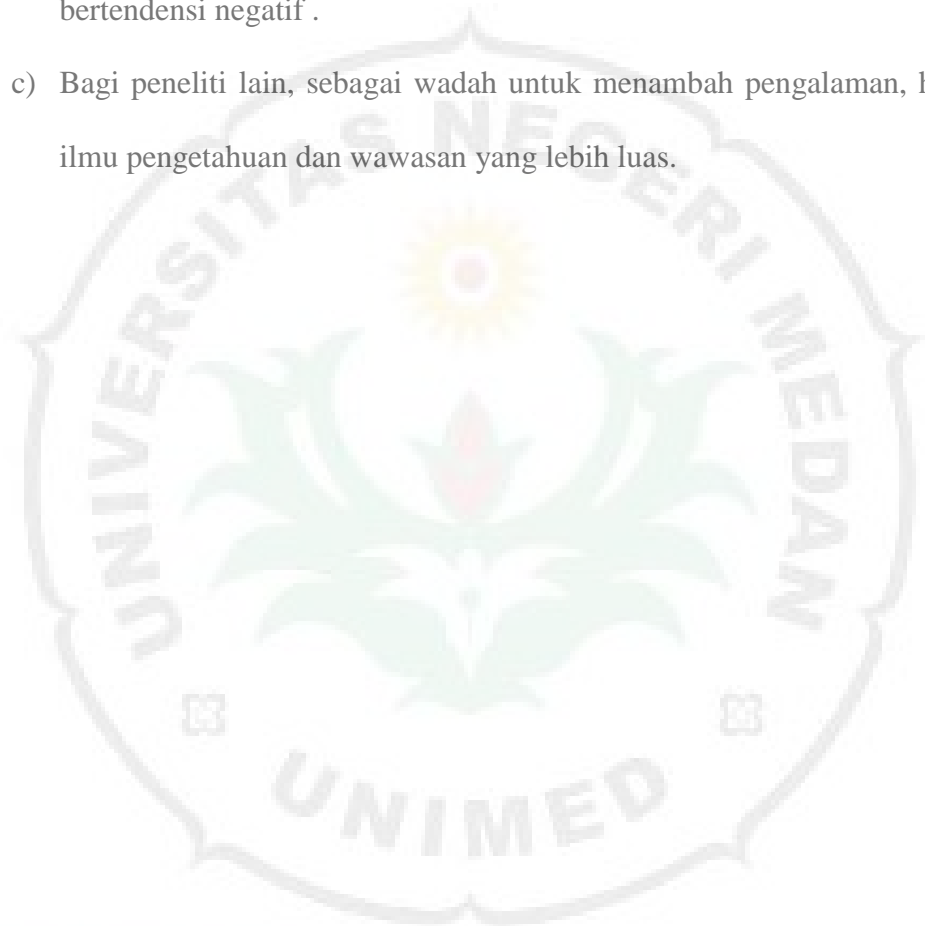 bertendensi negatif .
c) Bagi peneliti lain, sebagai wadah untuk menambah pengalaman,
ilmu pengetahuan dan wawasan yang lebih luas.
UNIVERSITAS NEGERI MEDAN
UNIMED